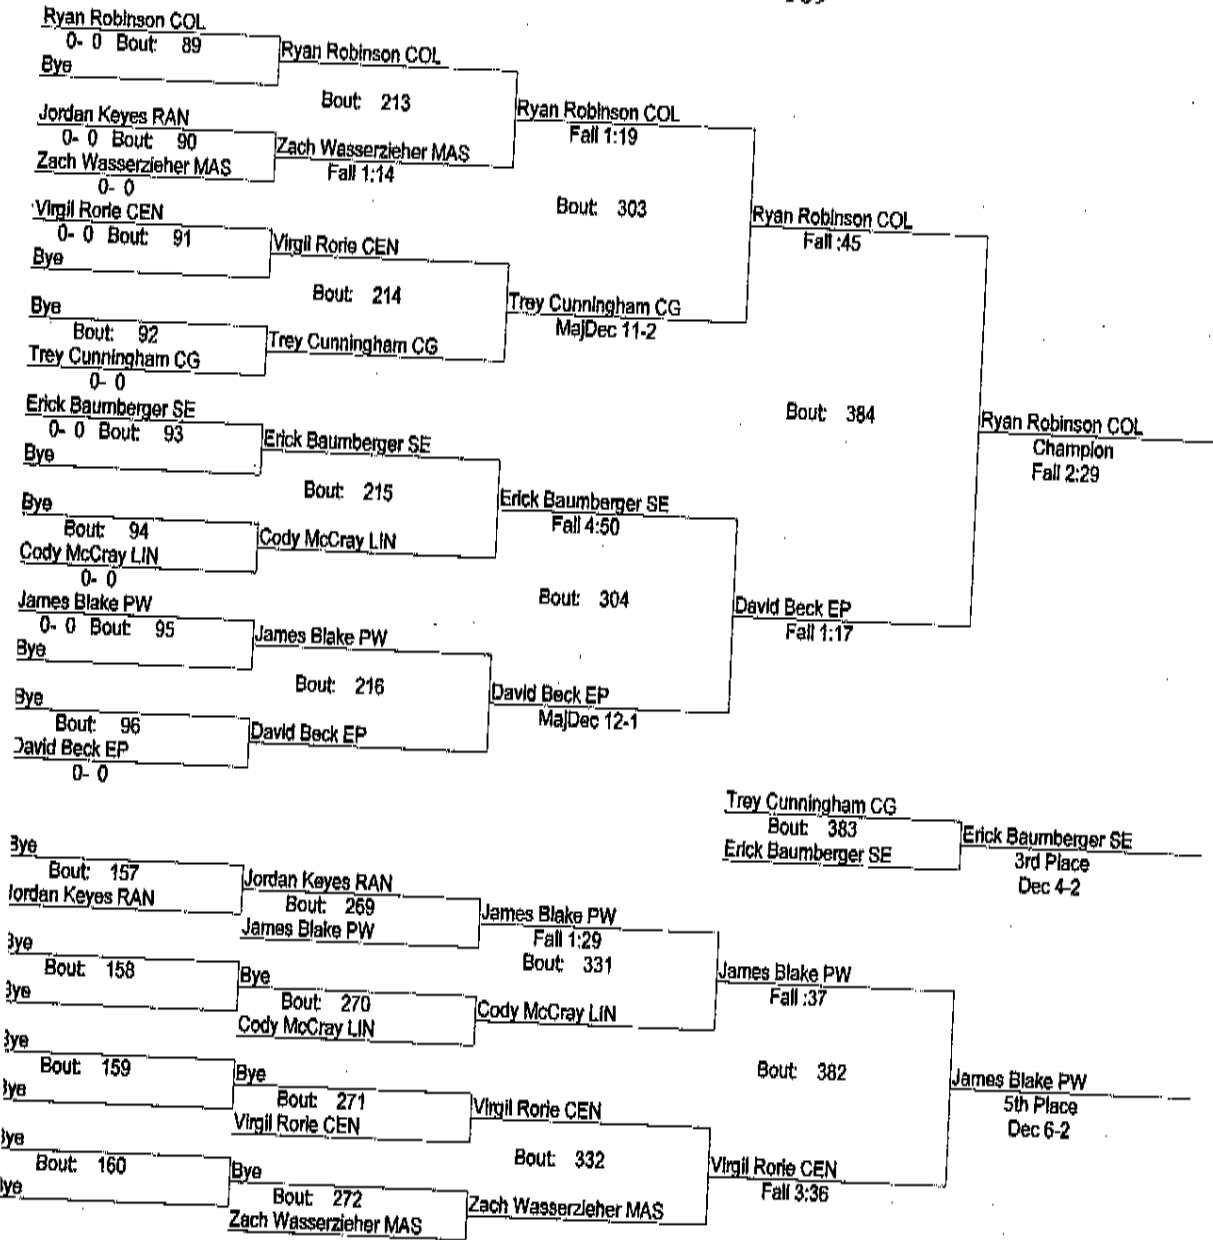 Ryan Robinson COL
0- 0 Bout: 89
Bye
Ryan Robinson COL
Bout: 213
Jordan Keyes RAN
0- 0 Bout: 90
Zach Wasserzieher MAS
0- 0
Zach Wasserzieher MAS
Fall 1:14
Ryan Robinson COL
Fall 1:19
Bout: 303
Virgil Rorie CEN
0- 0 Bout: 91
Bye
Virgil Rorie CEN
Bout: 214
Bye
Bout: 92
Trey Cunningham CG
0- 0
Trey Cunningham CG
Trey Cunningham CG
MajDec 11-2
Ryan Robinson COL
Fall :45
Bout: 384
Erick Baumberger SE
0- 0 Bout: 93
Bye
Erick Baumberger SE
Bout: 215
Bye
Bout: 94
Cody McCray LIN
0- 0
Cody McCray LIN
Erick Baumberger SE
Fall 4:50
Bout: 304
James Blake PW
0- 0 Bout: 95
Bye
James Blake PW
Bout: 216
Bye
Bout: 96
David Beck EP
0- 0
David Beck EP
David Beck EP
MajDec 12-1
David Beck EP
Fall 1:17
Ryan Robinson COL
Champion
Fall 2:29
Trey Cunningham CG
Bout: 383
Erick Baumberger SE
Erick Baumberger SE
3rd Place
Dec 4-2
Bye
Bout: 157
Jordan Keyes RAN
Jordan Keyes RAN
Bout: 269
James Blake PW
James Blake PW
Fall 1:29
Bout: 331
Bye
Bout: 158
Bye
Bye
Bout: 270
Cody McCray LIN
Cody McCray LIN
James Blake PW
Fall :37
Bout: 382
Bye
Bout: 159
Bye
Bye
Bout: 271
Virgil Rorie CEN
Virgil Rorie CEN
Bout: 332
Bye
Bout: 160
Bye
Bye
Bout: 272
Zach Wasserzieher MAS
Zach Wasserzieher MAS
Virgil Rorie CEN
Fall 3:36
James Blake PW
5th Place
Dec 6-2